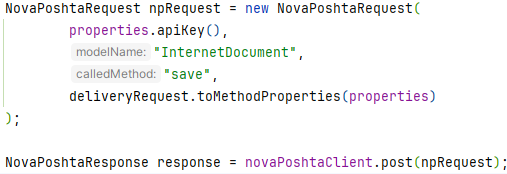 NovaPoshtaRequest npRequest = new NovaPoshtaRequest(
properties.apiKey(),
modelName: "InternetDocument",
calledMethod: "save",
deliveryRequest.toMethodProperties(properties)
);
NovaPoshtaResponse response = novaPoshtaClient.post(npRequest);